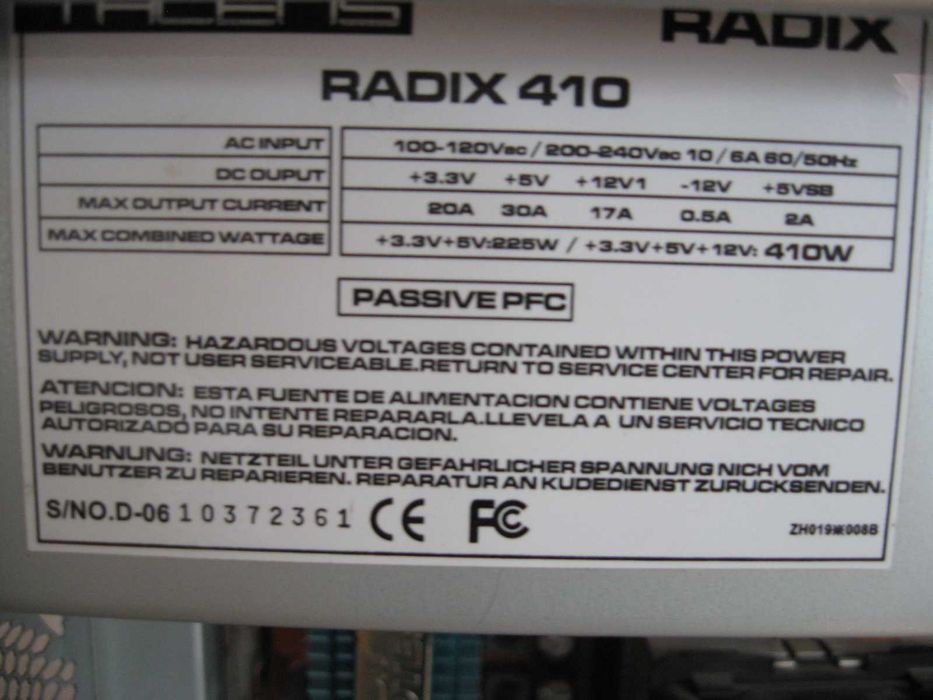 RADIX
RADIX 410
AC INPUT 100-120Vac / 200-240Vac 10 / 6A 60/50Hz
DC OUPUT +3.3V +5V +12V1 -12V +5VSB
MAX OUTPUT CURRENT 20A 30A 17A 0.5A 2A
MAX COMBINED WATTAGE +3.3V+5V:225W / +3.3V+5V+12V: 410W
PASSIVE PFC
WARNING: HAZARDOUS VOLTAGES CONTAINED WITHIN THIS POWER
SUPPLY, NOT USER SERVICEABLE.RETURN TO SERVICE CENTER FOR REPAIR.
ATENCION: ESTA FUENTE DE ALIMENTACION CONTIENE VOLTAGES
PELIGROSOS, NO INTENTE REPARARLA.LLEVELA A UN SERVICIO TECNICO
AUTORIZADO PARA SU REPARACION.
WARNUNG: NETZTEIL UNTER GEFAHRLICHER SPANNUNG NICH VOM
BENUTZER ZU REPARIEREN. REPARATUR AN KUDEDIENST ZURUCKSENDEN.
S/NO.D-06 10372361 CE FC